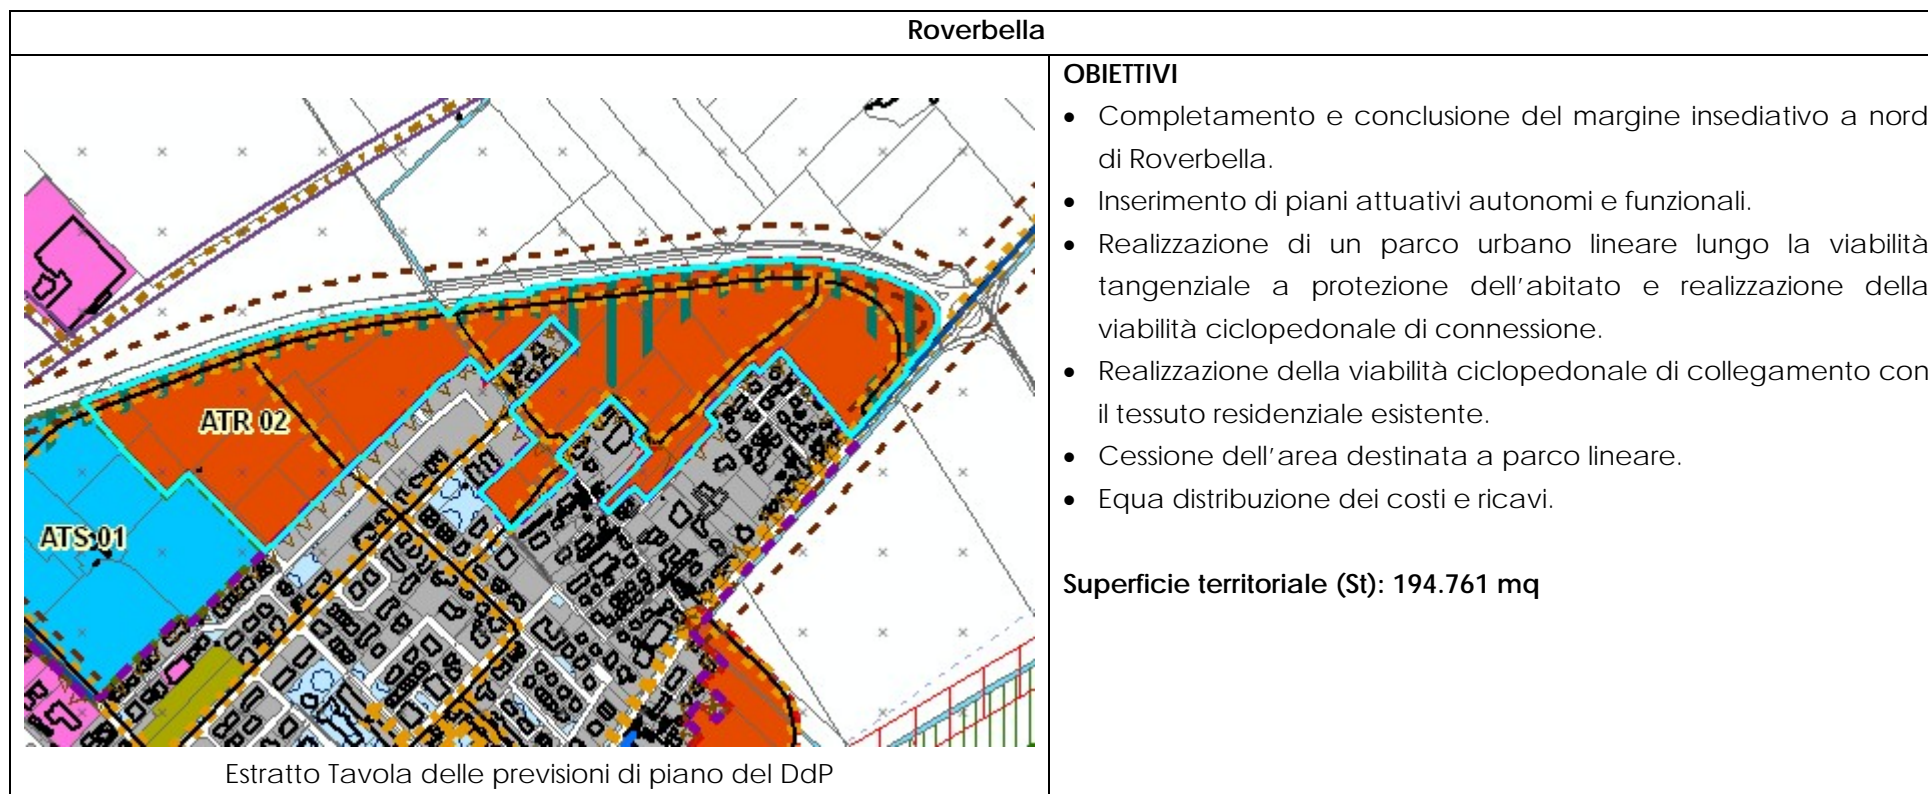 Roverbella
ATR 02
ATS 01
Estratto Tavola delle previsioni di piano del DdP
OBIETTIVI
• Completamento e conclusione del margine insediativo a nord
di Roverbella.
• Inserimento di piani attuativi autonomi e funzionali.
• Realizzazione di un parco urbano lineare lungo la viabilità
tangenziale a protezione dell'abitato e realizzazione della
viabilità ciclopedonale di connessione.
• Realizzazione della viabilità ciclopedonale di collegamento con
il tessuto residenziale esistente.
• Cessione dell'area destinata a parco lineare.
• Equa distribuzione dei costi e ricavi.
Superficie territoriale (St): 194.761 mq